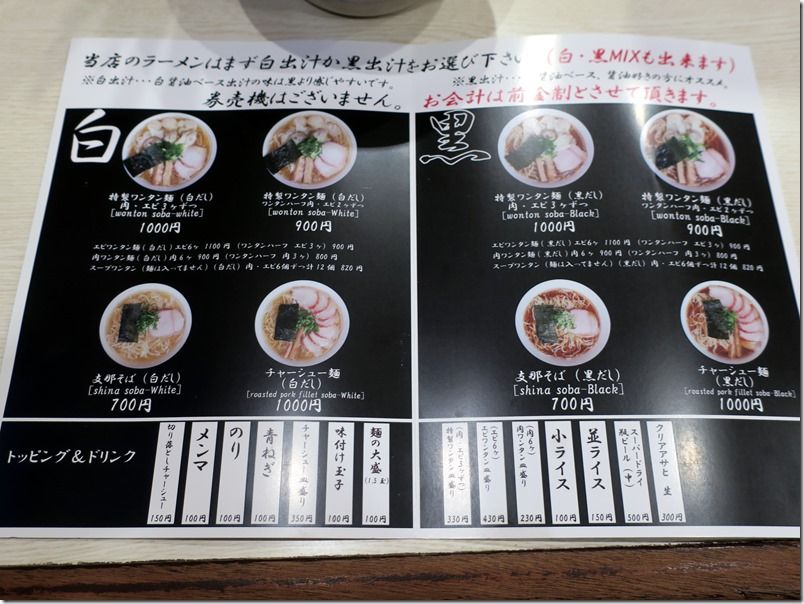 当店のラーメンはまず白出汁か黒出汁をお選び下さい（白・黒MIXも出来ます）
※白出汁・・・白醤油ベース出汁の味は黒より感じやすいです。
※黒出汁・・・醤油ベース、醤油好きの方にオススメ。
券売機はございません。 お会計は前金制とさせて頂きます。
白
特製ワンタン麺（白だし）
肉・エビ3ヶずつ
[wonton soba-white]
1000円
特製ワンタン麺（白だし）
ワンタンハーフ肉・エビ2ヶずつ
[wonton soba-White]
900円
エビワンタン麺（白だし）エビ6ヶ 1100円（ワンタンハーフ エビ3ヶ）900円
肉ワンタン麺（白だし）肉6ヶ 900円（ワンタンハーフ 肉3ヶ）800円
スープワンタン（麺は入ってません）（白だし）肉・エビ6個ずつ計12個 820円
支那そば（白だし）
[shina soba-White]
700円
チャーシュー麺
（白だし）
[roasted pork fillet soba-White]
1000円
黒
特製ワンタン麺（黒だし）
肉・エビ3ヶずつ
[wonton soba-Black]
1000円
特製ワンタン麺（黒だし）
ワンタンハーフ肉・エビ2ヶずつ
[wonton soba-Black]
900円
エビワンタン麺（黒だし）エビ6ヶ 1100円（ワンタンハーフ エビ3ヶ）900円
肉ワンタン麺（黒だし）肉6ヶ 900円（ワンタンハーフ 肉3ヶ）800円
スープワンタン（麺は入ってません）（黒だし）肉・エビ6個ずつ計12個 820円
支那そば（黒だし）
[shina soba-Black]
700円
チャーシュー麺
（黒だし）
[roasted pork fillet soba-Black]
1000円
トッピング＆ドリンク
切り落としチャーシュー 150円
メンマ 100円
のり 100円
青ねぎ 100円
チャーシュー皿盛り 350円
味付け玉子 100円
麺の大盛（1.5玉） 100円
（肉・エビ3ヶずつ）
特製ワンタン皿盛り 330円
（エビ6ヶ）
エビワンタン皿盛り 430円
（肉6ヶ）
肉ワンタン皿盛り 230円
小ライス 100円
並ライス 150円
スーパードライ
瓶ビール（中） 500円
クリアアサヒ 生 300円